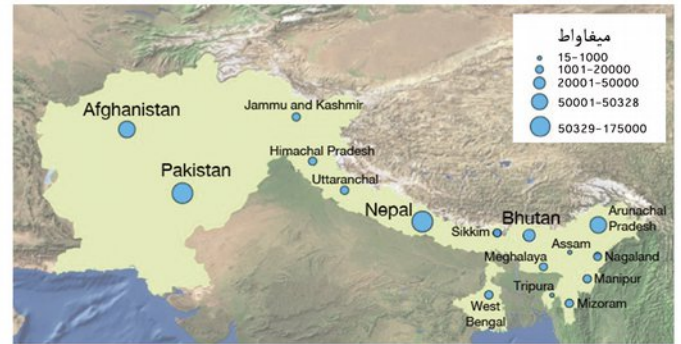 ميغاواط
15-1000
1001-20000
20001-50000
50001-50328
50329-175000
Afghanistan
Jammu and Kashmir
Himachal Pradesh
Pakistan
Uttaranchal
Nepal
Sikkim
Bhutan
Arunachal
Pradesh
Assam
Meghalaya
Nagaland
Manipur
Tripura
Mizoram
West
Bengal